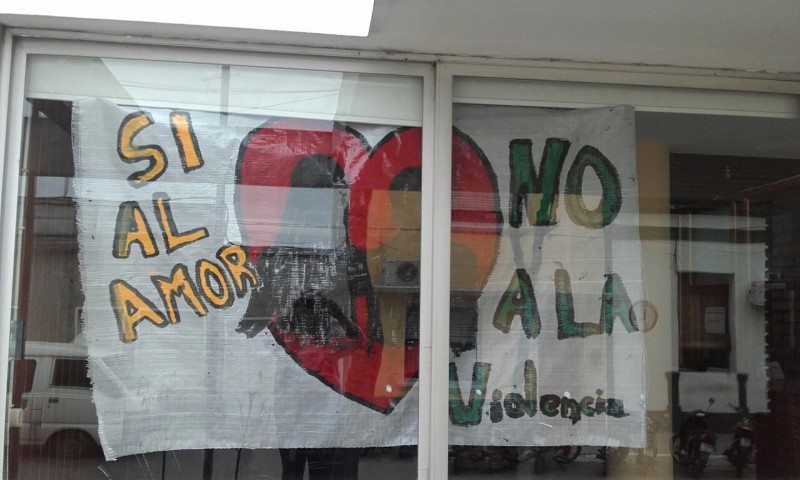 SI
AL
AMOR
NO
A LA
Violencia